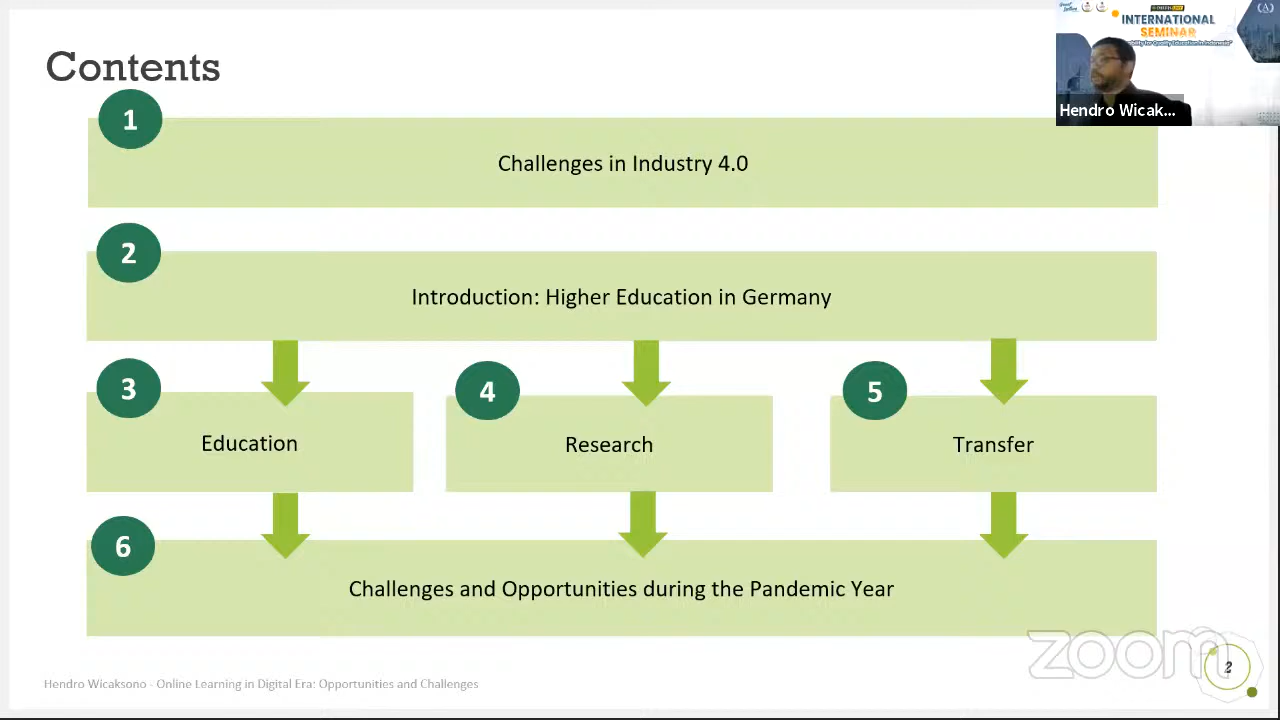 Contents
INTERNATIONAL
SEMINAR
Hendro Wicak...
1
Challenges in Industry 4.0
2
Introduction: Higher Education in Germany
3
4
5
Education
Research
Transfer
6
Challenges and Opportunities during the Pandemic Year
zoom
2
Hendro Wicaksono - Online Learning in Digital Era: Opportunities and Challenges